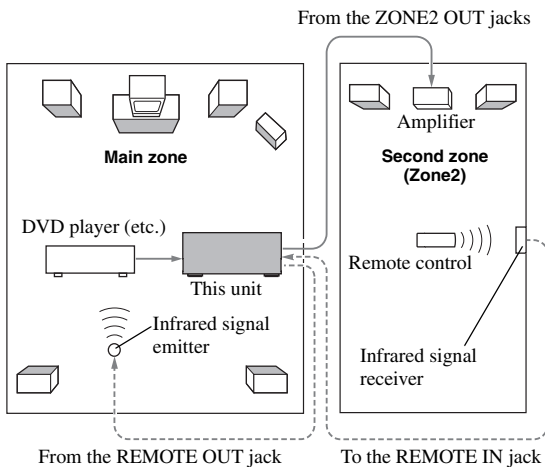 From the ZONE2 OUT jacks
Main zone
Amplifier
Second zone
(Zone2)
DVD player (etc.)
This unit
Remote control
Infrared signal
emitter
Infrared signal
receiver
From the REMOTE OUT jack
To the REMOTE IN jack